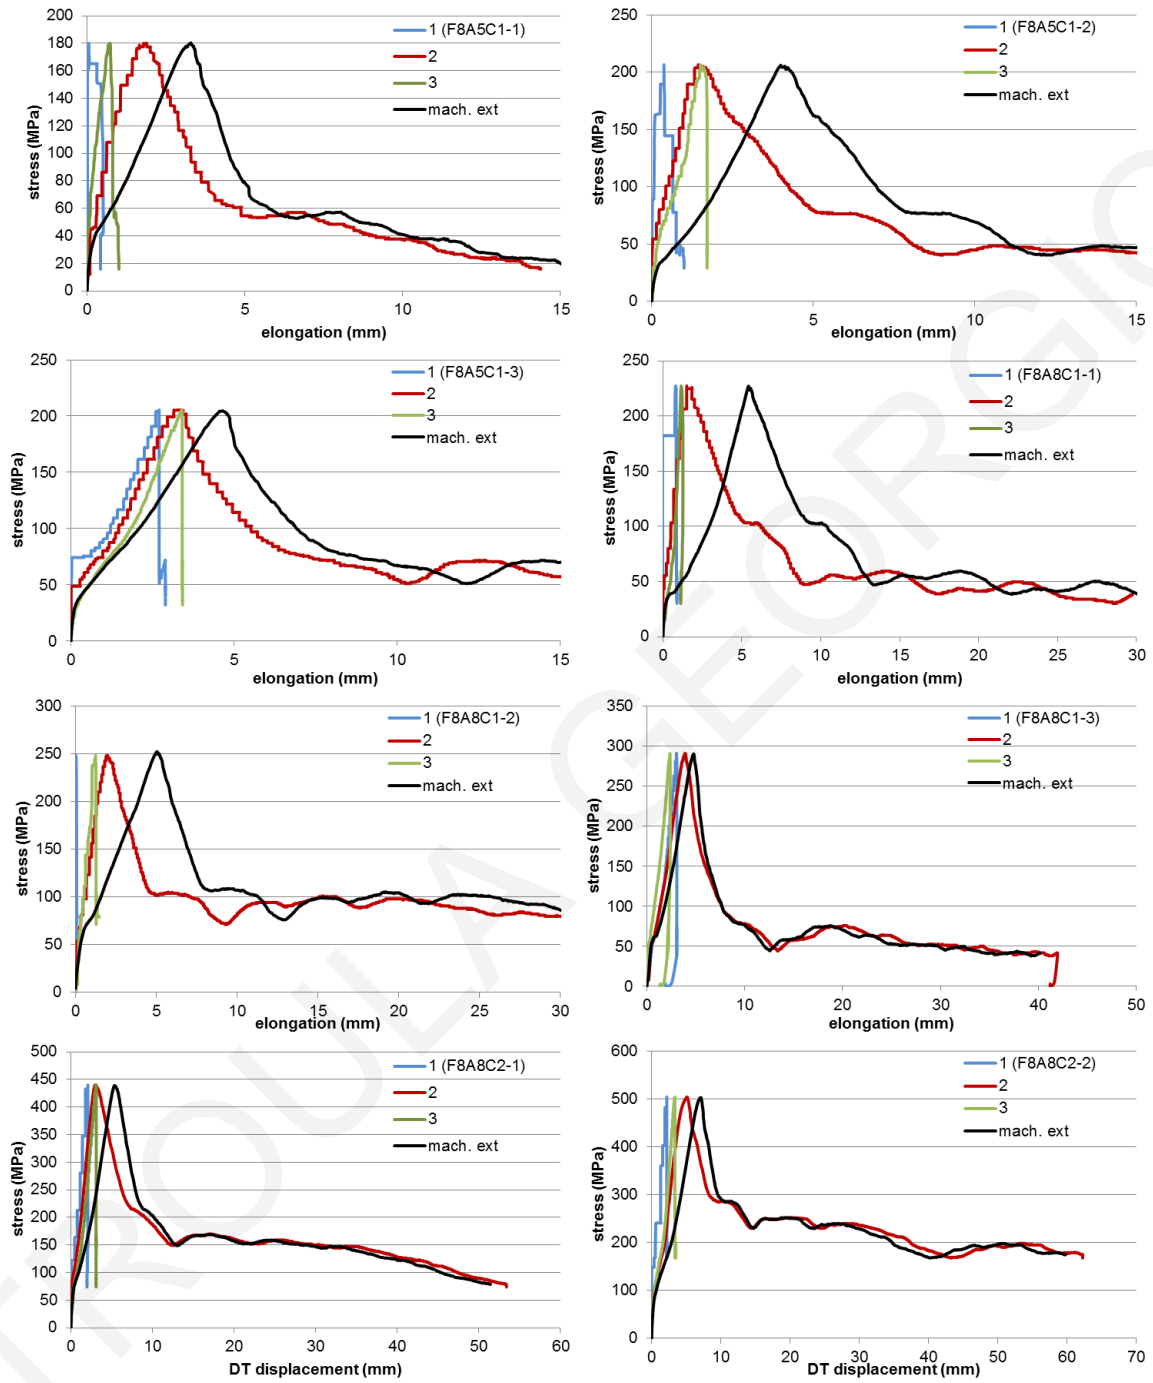 200
180
160
140
120
100
80
60
40
20
0
stress (MPa)
0 5 10 15
elongation (mm)
1 (F8A5C1-1)
2
3
mach. ext
250
200
150
100
50
0
stress (MPa)
0 5 10 15
elongation (mm)
1 (F8A5C1-2)
2
3
mach. ext
250
200
150
100
50
0
stress (MPa)
0 5 10 15
elongation (mm)
1 (F8A5C1-3)
2
3
mach. ext
250
200
150
100
50
0
stress (MPa)
0 5 10 15 20 25 30
elongation (mm)
1 (F8A8C1-1)
2
3
mach. ext
300
250
200
150
100
50
0
stress (MPa)
0 5 10 15 20 25 30
elongation (mm)
1 (F8A8C1-2)
2
3
mach. ext
350
300
250
200
150
100
50
0
stress (MPa)
0 10 20 30 40 50
elongation (mm)
1 (F8A8C1-3)
2
3
mach. ext
500
450
400
350
300
250
200
150
100
50
0
stress (MPa)
0 10 20 30 40 50 60
DT displacement (mm)
1 (F8A8C2-1)
2
3
mach. ext
600
500
400
300
200
100
0
stress (MPa)
0 10 20 30 40 50 60 70
DT displacement (mm)
1 (F8A8C2-2)
2
3
mach. ext
TROULA GEORGIO